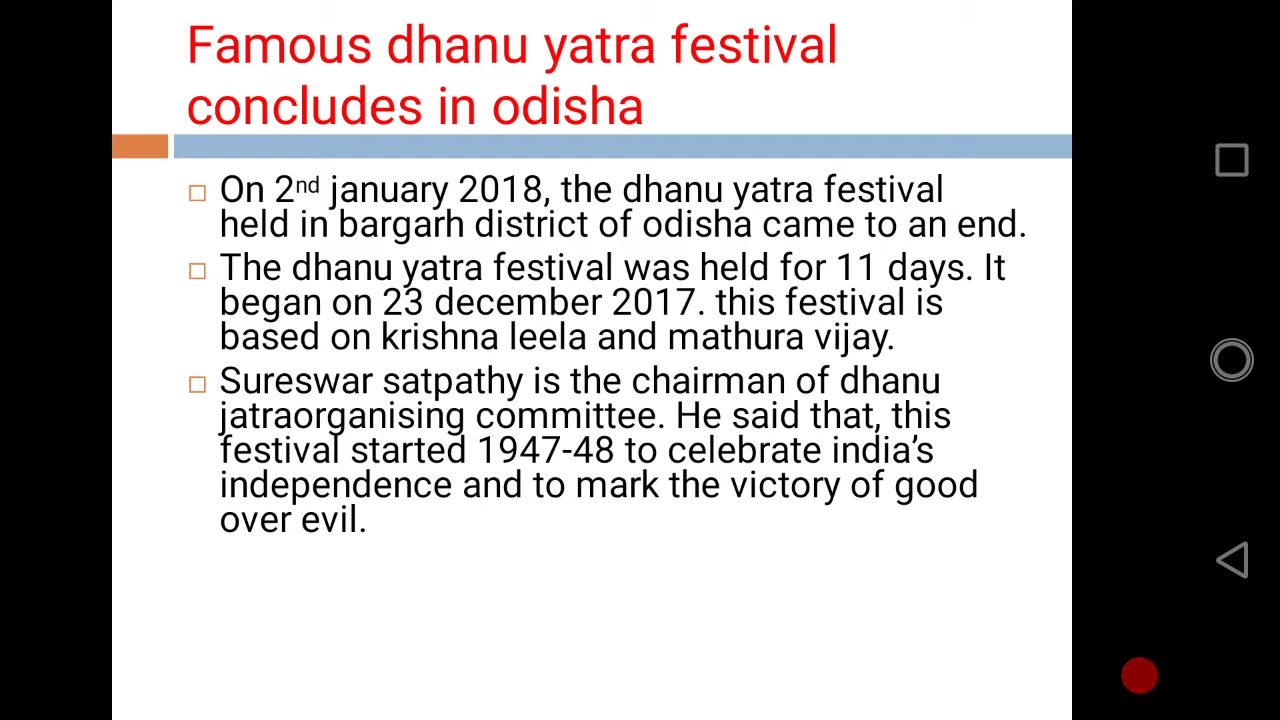 Famous dhanu yatra festival
concludes in odisha
On 2nd january 2018, the dhanu yatra festival
held in bargarh district of odisha came to an end.
The dhanu yatra festival was held for 11 days. It
began on 23 december 2017. this festival is
based on krishna leela and mathura vijay.
Sureswar satpathy is the chairman of dhanu
jatraorganising committee. He said that, this
festival started 1947-48 to celebrate india’s
independence and to mark the victory of good
over evil.